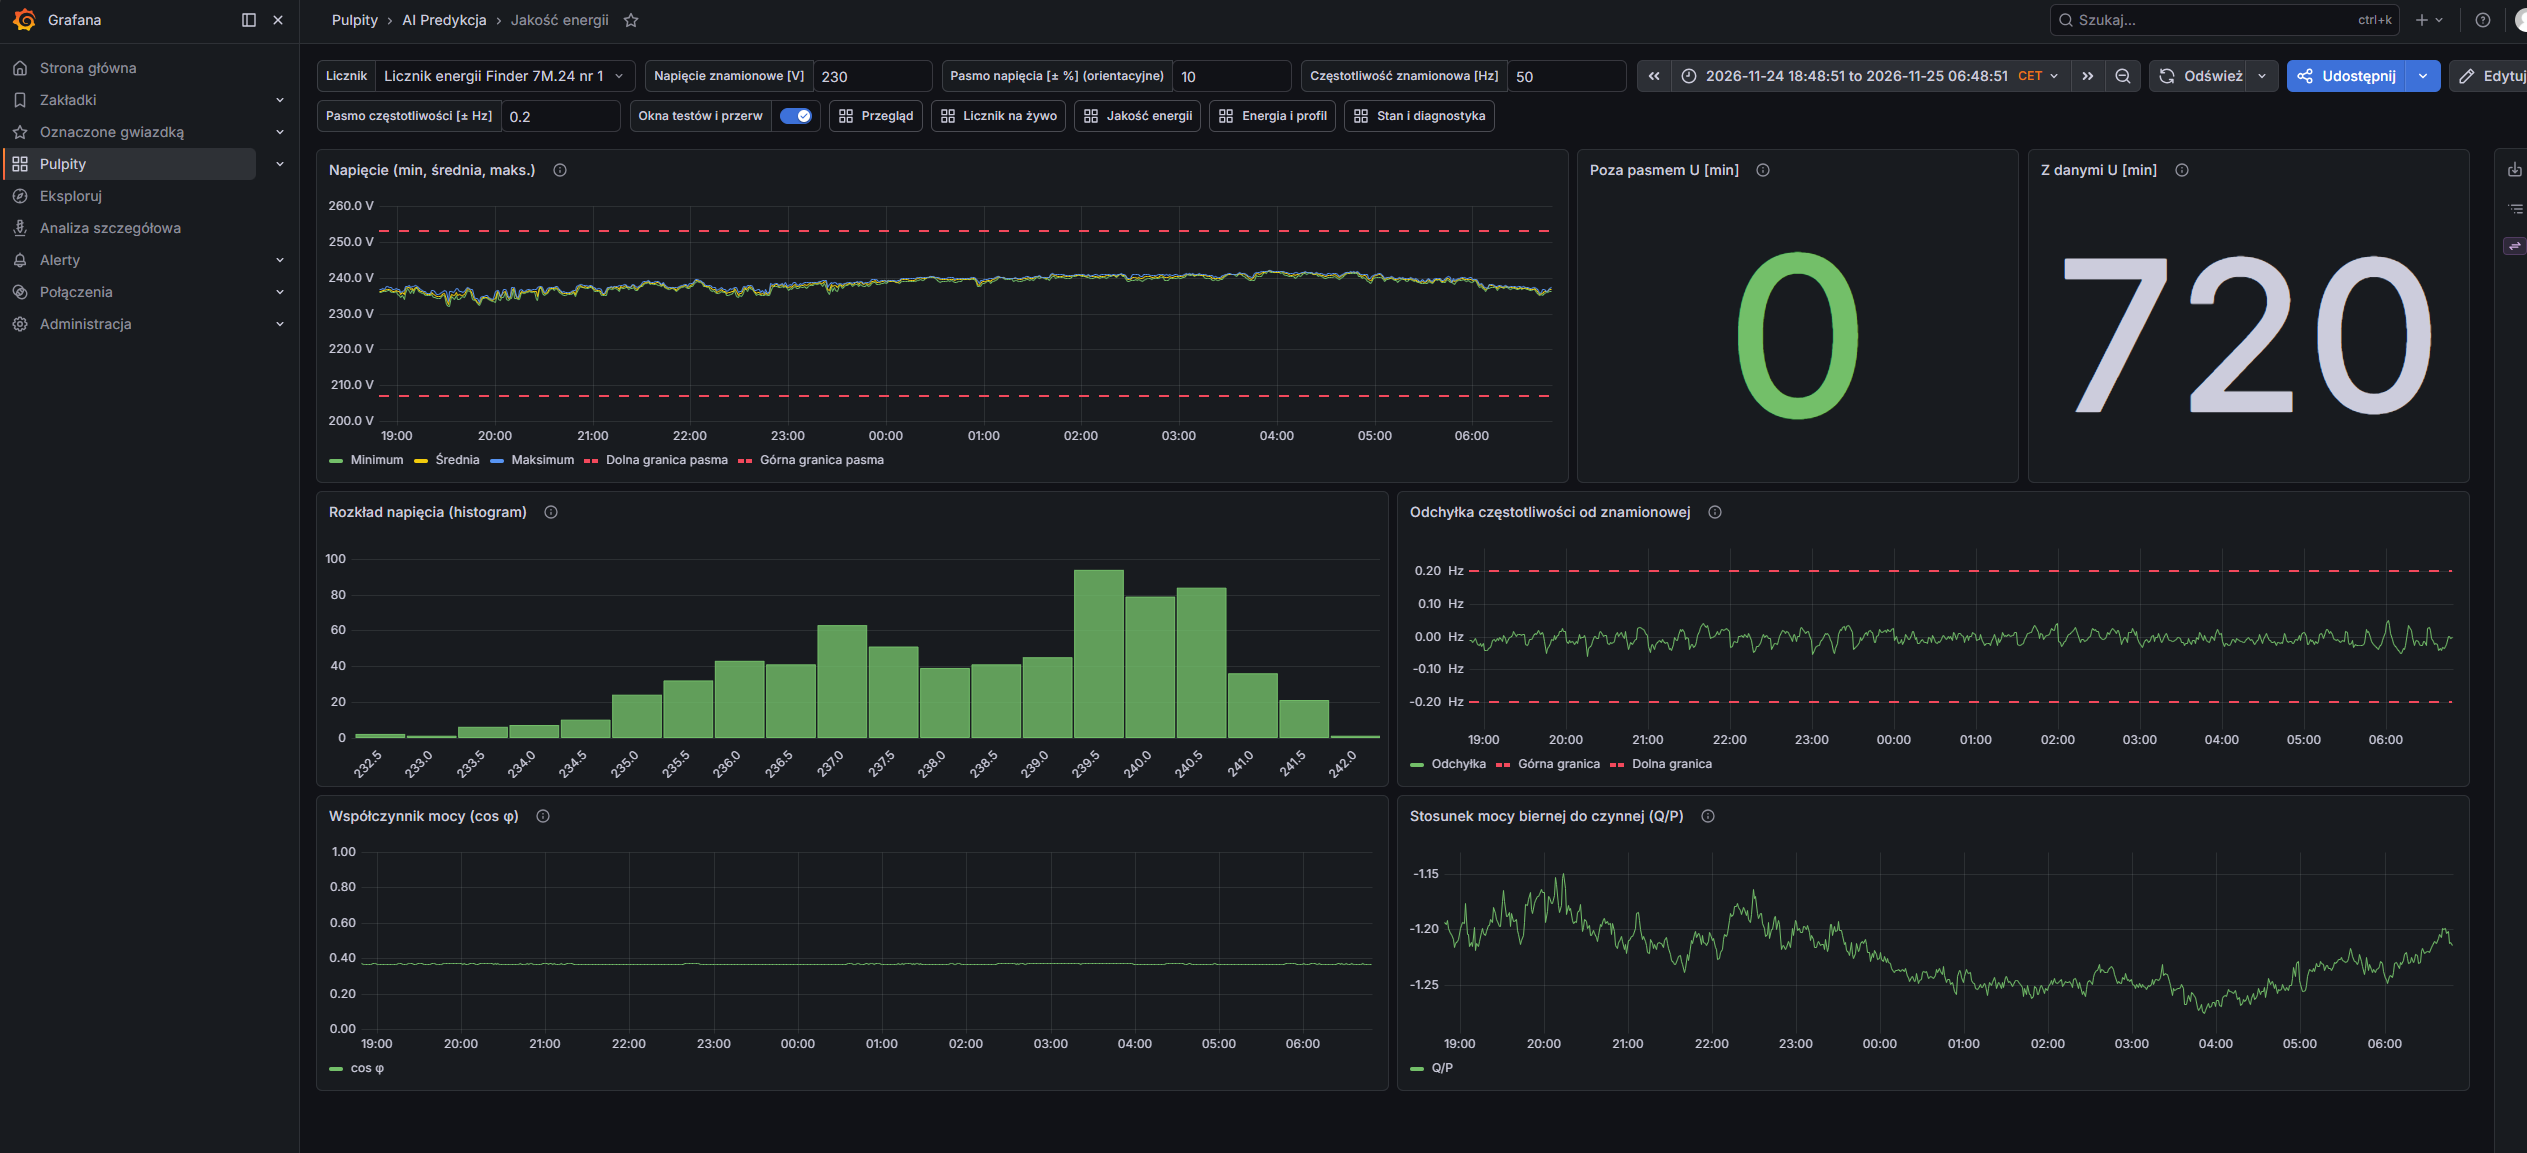 Grafana
Pulpity › AI Predykcja › Jakość energii
Szukaj... ctrl+k
Strona główna
Zakładki
Oznaczone gwiazdką
Pulpity
Eksploruj
Analiza szczegółowa
Alerty
Połączenia
Administracja
Licznik Licznik energii Finder 7M.24 nr 1
Napięcie znamionowe [V] 230
Pasmo napięcia [± %] (orientacyjne) 10
Częstotliwość znamionowa [Hz] 50
2026-11-24 18:48:51 to 2026-11-25 06:48:51 CET
Odśwież
Udostępnij
Edytuj
Pasmo częstotliwości [± Hz] 0.2
Okna testów i przerw
Przegląd
Licznik na żywo
Jakość energii
Energia i profil
Stan i diagnostyka
Napięcie (min, średnia, maks.)
260.0 V
250.0 V
240.0 V
230.0 V
220.0 V
210.0 V
200.0 V
19:00 20:00 21:00 22:00 23:00 00:00 01:00 02:00 03:00 04:00 05:00 06:00
Minimum Średnia Maksimum Dolna granica pasma Górna granica pasma
Poza pasmem U [min]
0
Z danymi U [min]
720
Rozkład napięcia (histogram)
100
80
60
40
20
0
232.5 233.0 233.5 234.0 234.5 235.0 235.5 236.0 236.5 237.0 237.5 238.0 238.5 239.0 239.5 240.0 240.5 241.0 241.5 242.0
Odchyłka częstotliwości od znamionowej
0.20 Hz
0.10 Hz
0.00 Hz
-0.10 Hz
-0.20 Hz
19:00 20:00 21:00 22:00 23:00 00:00 01:00 02:00 03:00 04:00 05:00 06:00
Odchyłka Górna granica Dolna granica
Współczynnik mocy (cos φ)
1.00
0.80
0.60
0.40
0.20
0.00
19:00 20:00 21:00 22:00 23:00 00:00 01:00 02:00 03:00 04:00 05:00 06:00
cos φ
Stosunek mocy biernej do czynnej (Q/P)
-1.15
-1.20
-1.25
19:00 20:00 21:00 22:00 23:00 00:00 01:00 02:00 03:00 04:00 05:00 06:00
Q/P